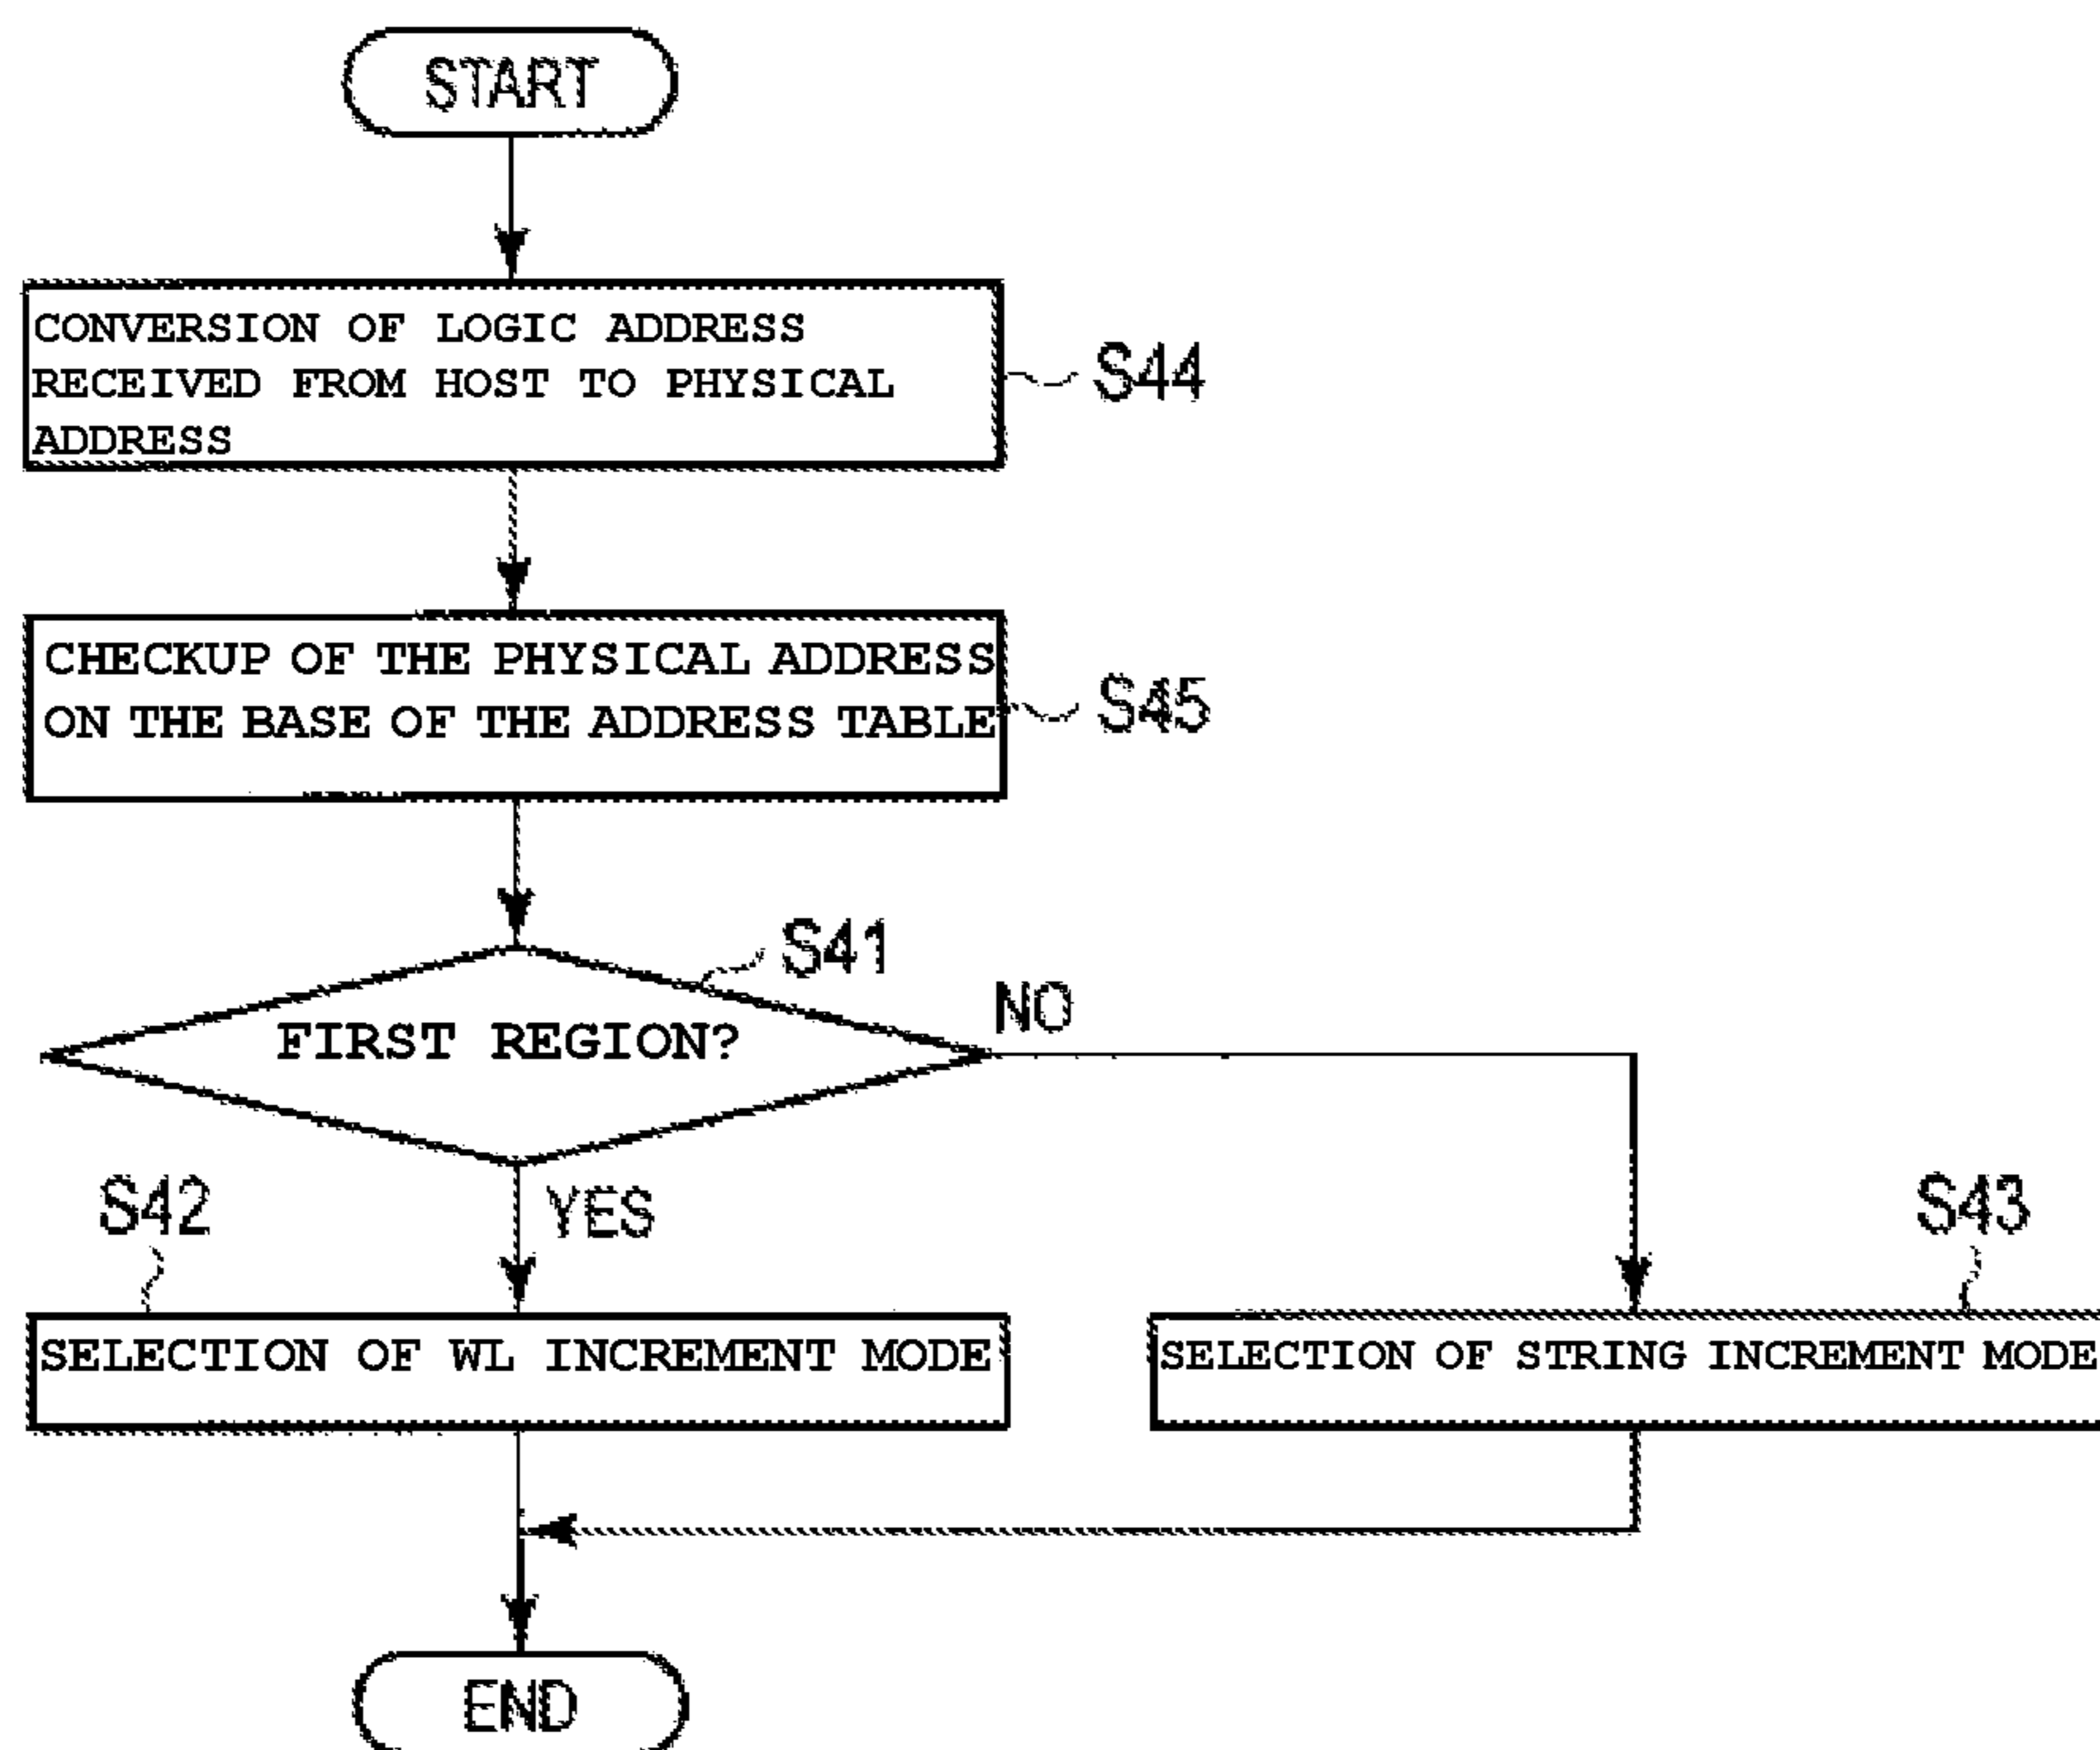 START
CONVERSION OF LOGIC ADDRESS
RECEIVED FROM HOST TO PHYSICAL
ADDRESS
S44
CHECKUP OF THE PHYSICAL ADDRESS
ON THE BASE OF THE ADDRESS TABLE
S45
S41
FIRST REGION?
NO
YES
S42
SELECTION OF WL INCREMENT MODE
S43
SELECTION OF STRING INCREMENT MODE
END